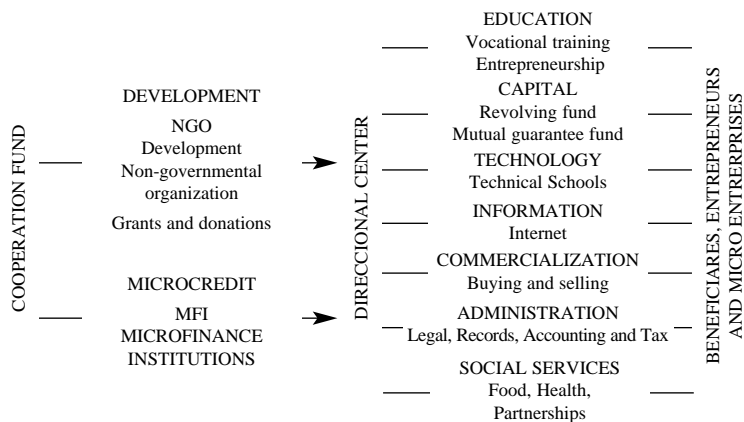 COOPERATION FUND
DEVELOPMENT
NGO
Development
Non-governmental
organization
Grants and donations
MICROCREDIT
MFI
MICROFINANCE
INSTITUTIONS
DIRECCIONAL CENTER
EDUCATION
Vocational training
Entrepreneurship
CAPITAL
Revolving fund
Mutual guarantee fund
TECHNOLOGY
Technical Schools
INFORMATION
Internet
COMMERCIALIZATION
Buying and selling
ADMINISTRATION
Legal, Records, Accounting and Tax
SOCIAL SERVICES
Food, Health,
Partnerships
BENEFICIARES, ENTREPRENEURS
AND MICRO ENTRERPRISES